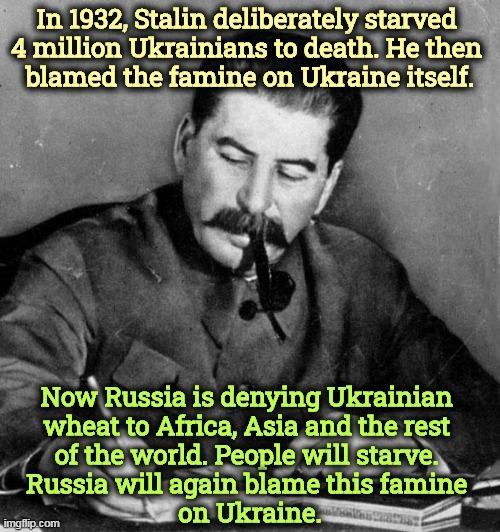 In 1932, Stalin deliberately starved
4 million Ukrainians to death. He then
blamed the famine on Ukraine itself.
Now Russia is denying Ukrainian
wheat to Africa, Asia and the rest
of the world. People will starve.
Russia will again blame this famine
on Ukraine.
imgflip.com